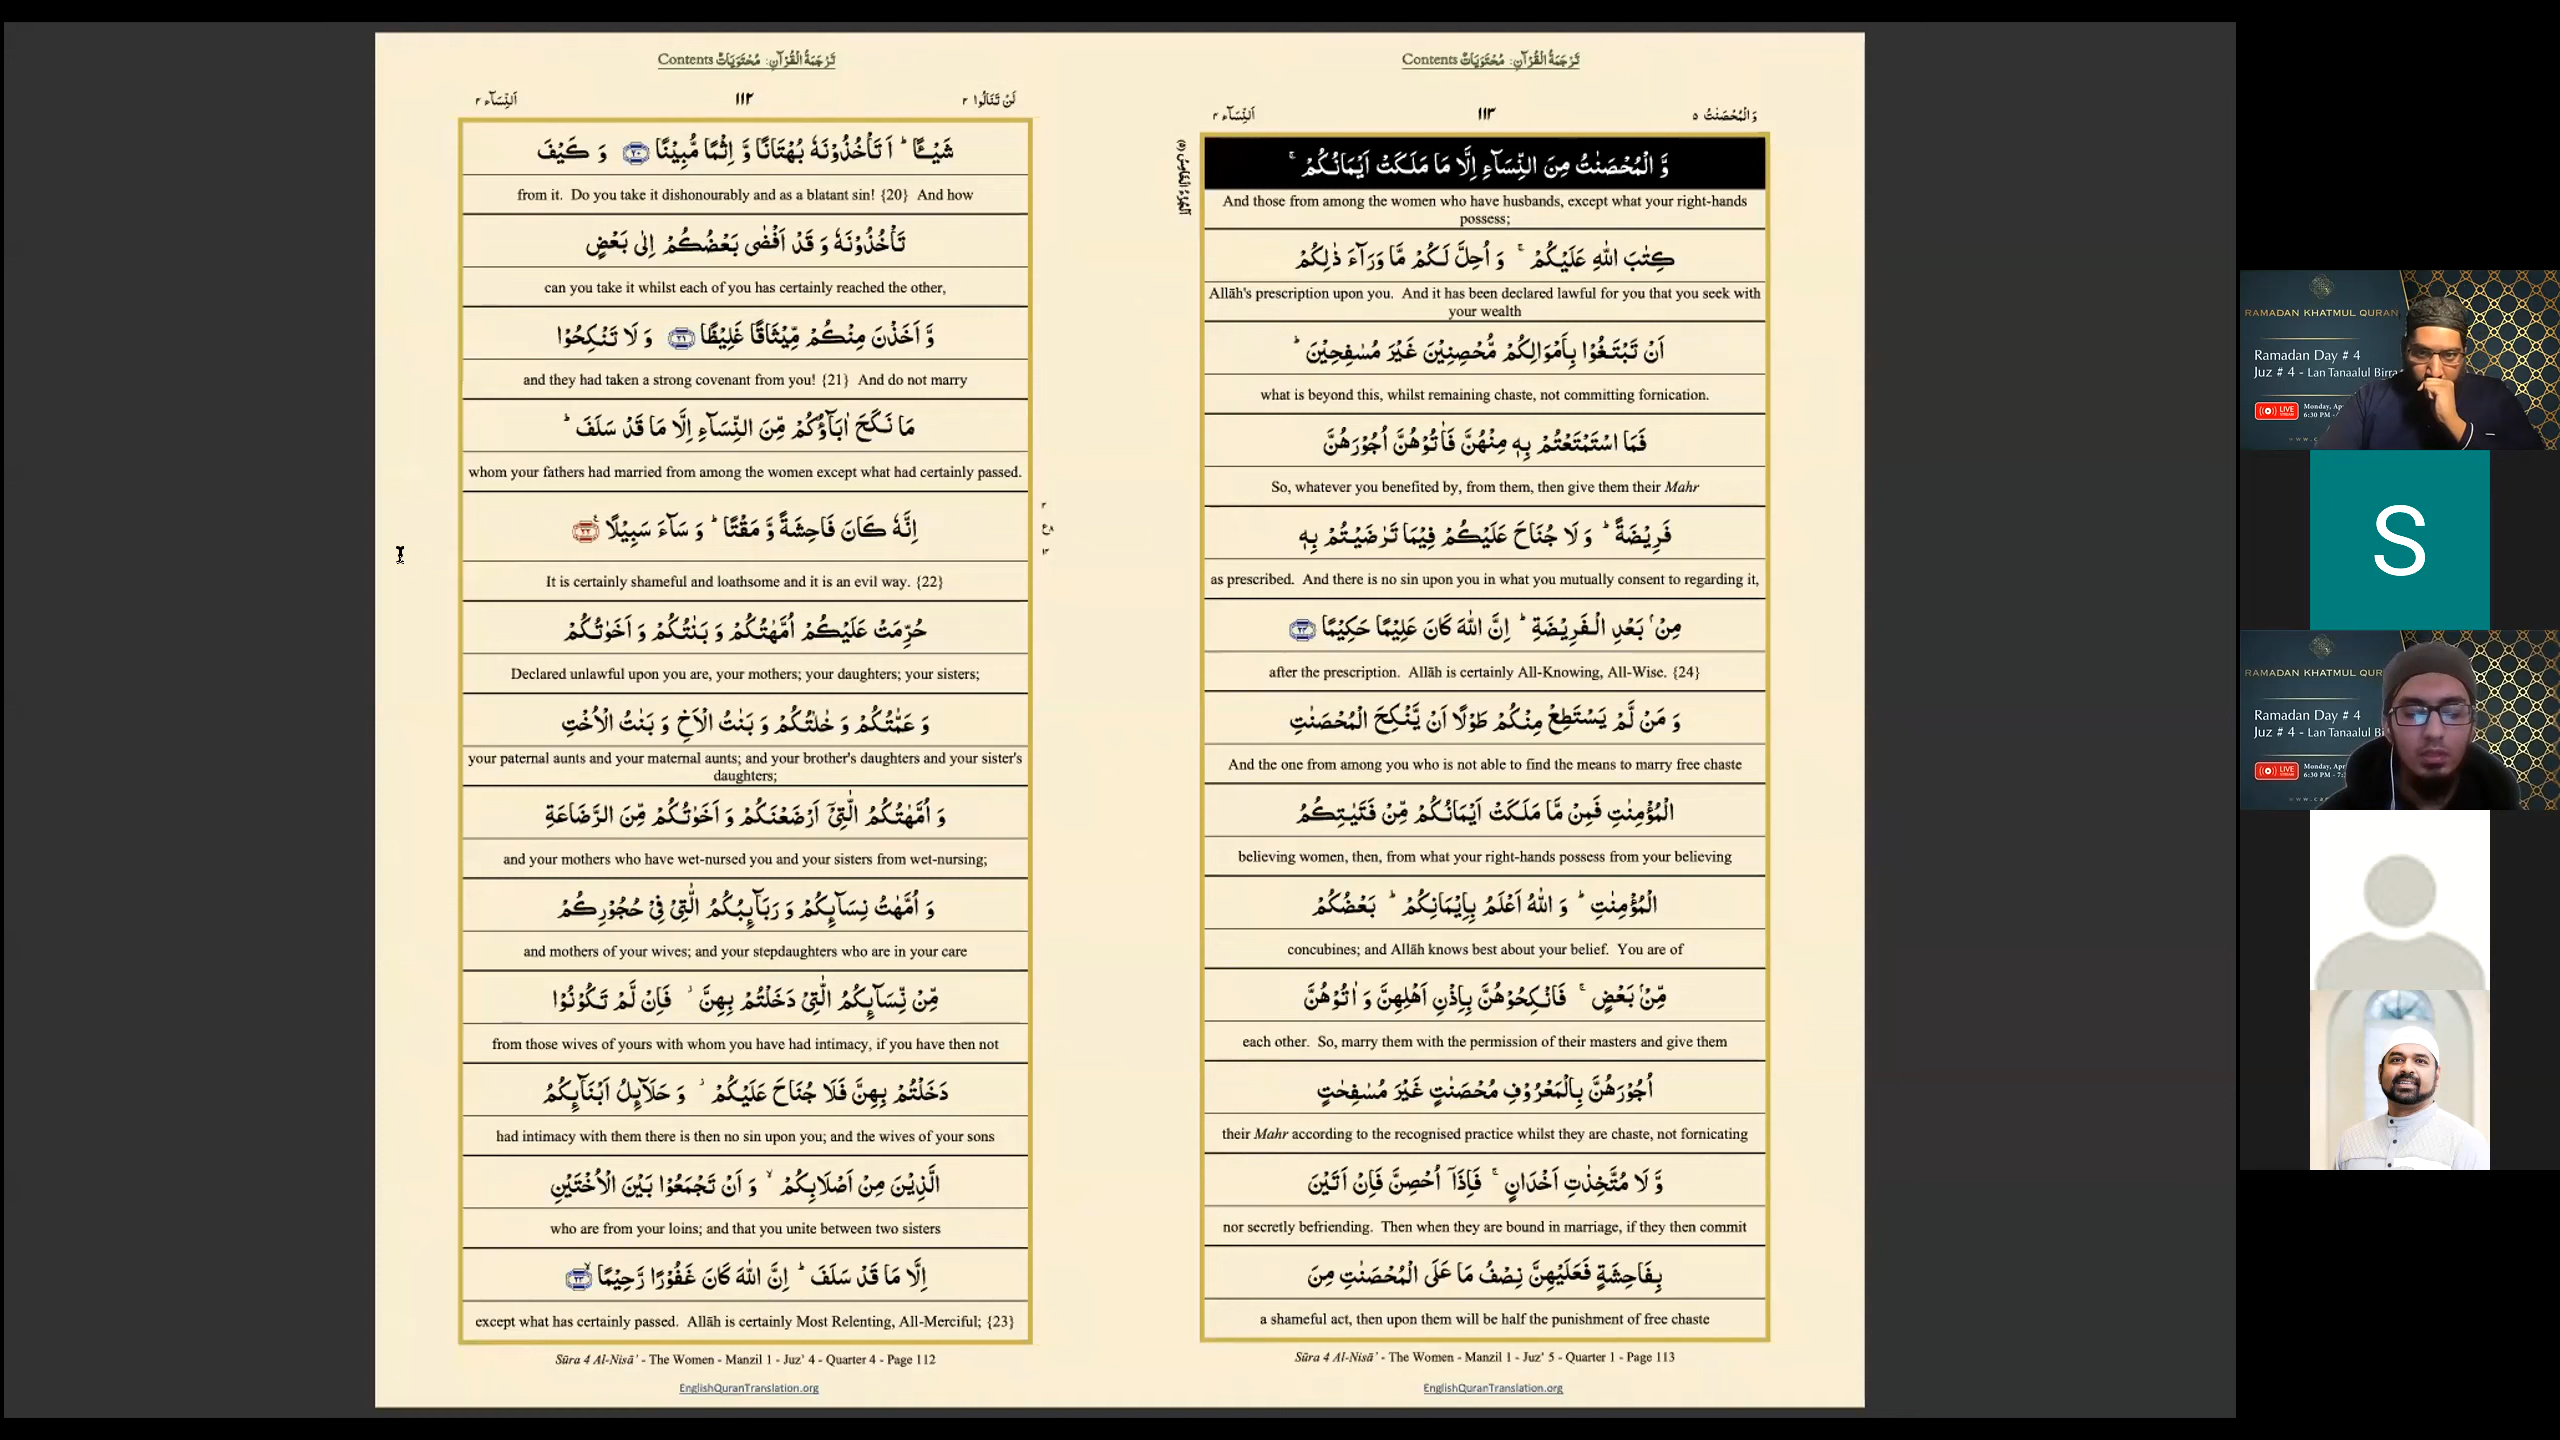 Contents تَرْجَمَةُ الْقُرْآنِ: مُحْتَوَيَاتٌ
لَنْ تَنَالُوا ٤
١١٢
اَلنِّسَآء ٤
شَيْـًٔا ؕ اَتَاْخُذُوْنَهٗ بُهْتَانًا وَّ اِثْمًا مُّبِيْنًا ٢٠ وَ كَيْفَ
from it. Do you take it dishonourably and as a blatant sin! {20} And how
تَاْخُذُوْنَهٗ وَ قَدْ اَفْضٰى بَعْضُكُمْ اِلٰى بَعْضٍ
can you take it whilst each of you has certainly reached the other,
وَّ اَخَذْنَ مِنْكُمْ مِّيْثَاقًا غَلِيْظًا ٢١ وَ لَا تَنْكِحُوْا
and they had taken a strong covenant from you! {21} And do not marry
مَا نَكَحَ اٰبَآؤُكُمْ مِّنَ النِّسَآءِ اِلَّا مَا قَدْ سَلَفَ ؕ
whom your fathers had married from among the women except what had certainly passed.
اِنَّهٗ كَانَ فَاحِشَةً وَّ مَقْتًا ؕ وَ سَآءَ سَبِيْلًا ٢٢
It is certainly shameful and loathsome and it is an evil way. {22}
حُرِّمَتْ عَلَيْكُمْ اُمَّهٰتُكُمْ وَ بَنٰتُكُمْ وَ اَخَوٰتُكُمْ
Declared unlawful upon you are, your mothers; your daughters; your sisters;
وَ عَمّٰتُكُمْ وَ خٰلٰتُكُمْ وَ بَنٰتُ الْاَخِ وَ بَنٰتُ الْاُخْتِ
your paternal aunts and your maternal aunts; and your brother's daughters and your sister's
daughters;
وَ اُمَّهٰتُكُمُ الّٰتِيْۤ اَرْضَعْنَكُمْ وَ اَخَوٰتُكُمْ مِّنَ الرَّضَاعَةِ
and your mothers who have wet-nursed you and your sisters from wet-nursing;
وَ اُمَّهٰتُ نِسَآىِٕكُمْ وَ رَبَآىِٕبُكُمُ الّٰتِيْ فِيْ حُجُوْرِكُمْ
and mothers of your wives; and your stepdaughters who are in your care
مِّنْ نِّسَآىِٕكُمُ الّٰتِيْ دَخَلْتُمْ بِهِنَّ ؗ فَاِنْ لَّمْ تَكُوْنُوْا
from those wives of yours with whom you have had intimacy, if you have then not
دَخَلْتُمْ بِهِنَّ فَلَا جُنَاحَ عَلَيْكُمْ ؗ وَ حَلَآىِٕلُ اَبْنَآىِٕكُمُ
had intimacy with them there is then no sin upon you; and the wives of your sons
الَّذِيْنَ مِنْ اَصْلَابِكُمْ ۙ وَ اَنْ تَجْمَعُوْا بَيْنَ الْاُخْتَيْنِ
who are from your loins; and that you unite between two sisters
اِلَّا مَا قَدْ سَلَفَ ؕ اِنَّ اللّٰهَ كَانَ غَفُوْرًا رَّحِيْمًا ٢٣
except what has certainly passed. Allāh is certainly Most Relenting, All-Merciful; {23}
Sūra 4 Al-Nisā' - The Women - Manzil 1 - Juz' 4 - Quarter 4 - Page 112
EnglishQuranTranslation.org
Contents تَرْجَمَةُ الْقُرْآنِ: مُحْتَوَيَاتٌ
وَالْمُحْصَنٰتُ ٥
١١٣
اَلنِّسَآء ٤
اَلْجُزْءُ الْخَامِسُ (٥)
وَّ الْمُحْصَنٰتُ مِنَ النِّسَآءِ اِلَّا مَا مَلَكَتْ اَيْمَانُكُمْ ۚ
And those from among the women who have husbands, except what your right-hands
possess;
كِتٰبَ اللّٰهِ عَلَيْكُمْ ۚ وَ اُحِلَّ لَكُمْ مَّا وَرَآءَ ذٰلِكُمْ
Allāh's prescription upon you. And it has been declared lawful for you that you seek with
your wealth
اَنْ تَبْتَغُوْا بِاَمْوَالِكُمْ مُّحْصِنِيْنَ غَيْرَ مُسٰفِحِيْنَ ؕ
what is beyond this, whilst remaining chaste, not committing fornication.
فَمَا اسْتَمْتَعْتُمْ بِهٖ مِنْهُنَّ فَاٰتُوْهُنَّ اُجُوْرَهُنَّ
So, whatever you benefited by, from them, then give them their Mahr
فَرِيْضَةً ؕ وَ لَا جُنَاحَ عَلَيْكُمْ فِيْمَا تَرٰضَيْتُمْ بِهٖ
as prescribed. And there is no sin upon you in what you mutually consent to regarding it,
مِنْۢ بَعْدِ الْفَرِيْضَةِ ؕ اِنَّ اللّٰهَ كَانَ عَلِيْمًا حَكِيْمًا ٢٤
after the prescription. Allāh is certainly All-Knowing, All-Wise. {24}
وَ مَنْ لَّمْ يَسْتَطِعْ مِنْكُمْ طَوْلًا اَنْ يَّنْكِحَ الْمُحْصَنٰتِ
And the one from among you who is not able to find the means to marry free chaste
الْمُؤْمِنٰتِ فَمِنْ مَّا مَلَكَتْ اَيْمَانُكُمْ مِّنْ فَتَيٰتِكُمُ
believing women, then, from what your right-hands possess from your believing
الْمُؤْمِنٰتِ ؕ وَ اللّٰهُ اَعْلَمُ بِاِيْمَانِكُمْ ؕ بَعْضُكُمْ
concubines; and Allāh knows best about your belief. You are of
مِّنْۢ بَعْضٍ ۚ فَانْكِحُوْهُنَّ بِاِذْنِ اَهْلِهِنَّ وَ اٰتُوْهُنَّ
each other. So, marry them with the permission of their masters and give them
اُجُوْرَهُنَّ بِالْمَعْرُوْفِ مُحْصَنٰتٍ غَيْرَ مُسٰفِحٰتٍ
their Mahr according to the recognised practice whilst they are chaste, not fornicating
وَّ لَا مُتَّخِذٰتِ اَخْدَانٍ ۚ فَاِذَاۤ اُحْصِنَّ فَاِنْ اَتَيْنَ
nor secretly befriending. Then when they are bound in marriage, if they then commit
بِفَاحِشَةٍ فَعَلَيْهِنَّ نِصْفُ مَا عَلَى الْمُحْصَنٰتِ مِنَ
a shameful act, then upon them will be half the punishment of free chaste
Sūra 4 Al-Nisā' - The Women - Manzil 1 - Juz' 5 - Quarter 1 - Page 113
EnglishQuranTranslation.org
RAMADAN KHATMUL QURAN
Ramadan Day # 4
Juz # 4 - Lan Tanaalul Birra
LIVE
Monday,
6:30 PM
S
RAMADAN KHATMUL
Ramadan Day # 4
Juz # 4 - Lan Tanaalul
LIVE
Monday,
6:30 PM